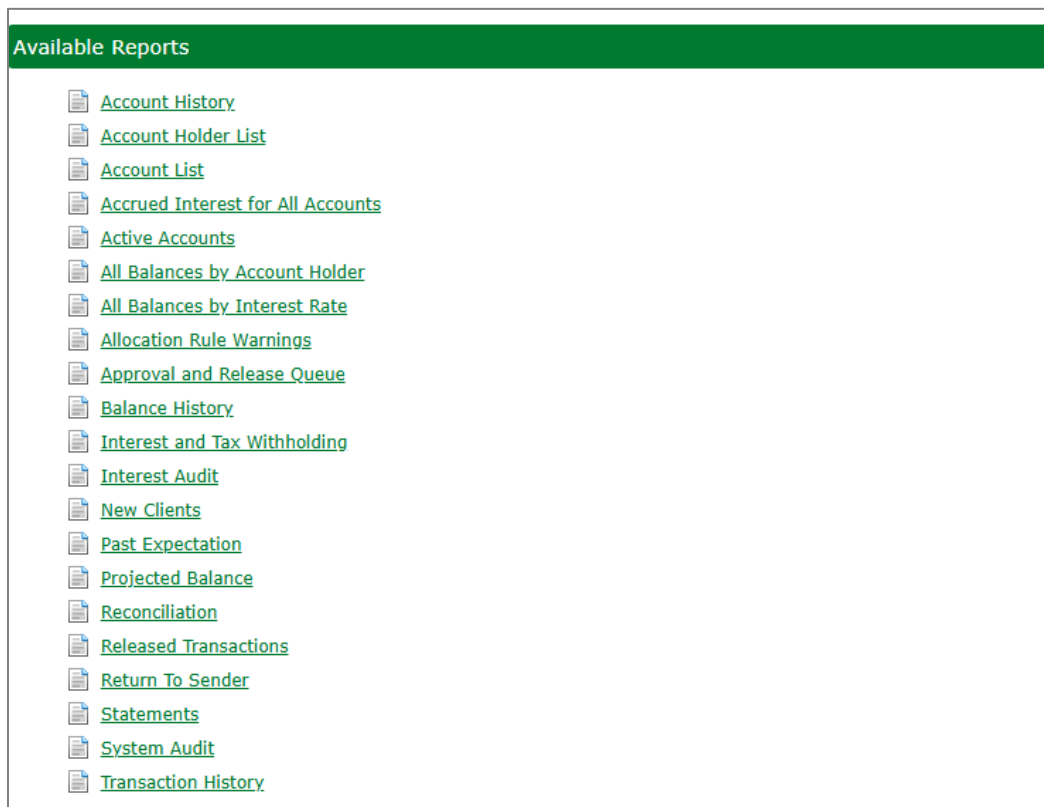 Available Reports
Account History
Account Holder List
Account List
Accrued Interest for All Accounts
Active Accounts
All Balances by Account Holder
All Balances by Interest Rate
Allocation Rule Warnings
Approval and Release Queue
Balance History
Interest and Tax Withholding
Interest Audit
New Clients
Past Expectation
Projected Balance
Reconciliation
Released Transactions
Return To Sender
Statements
System Audit
Transaction History